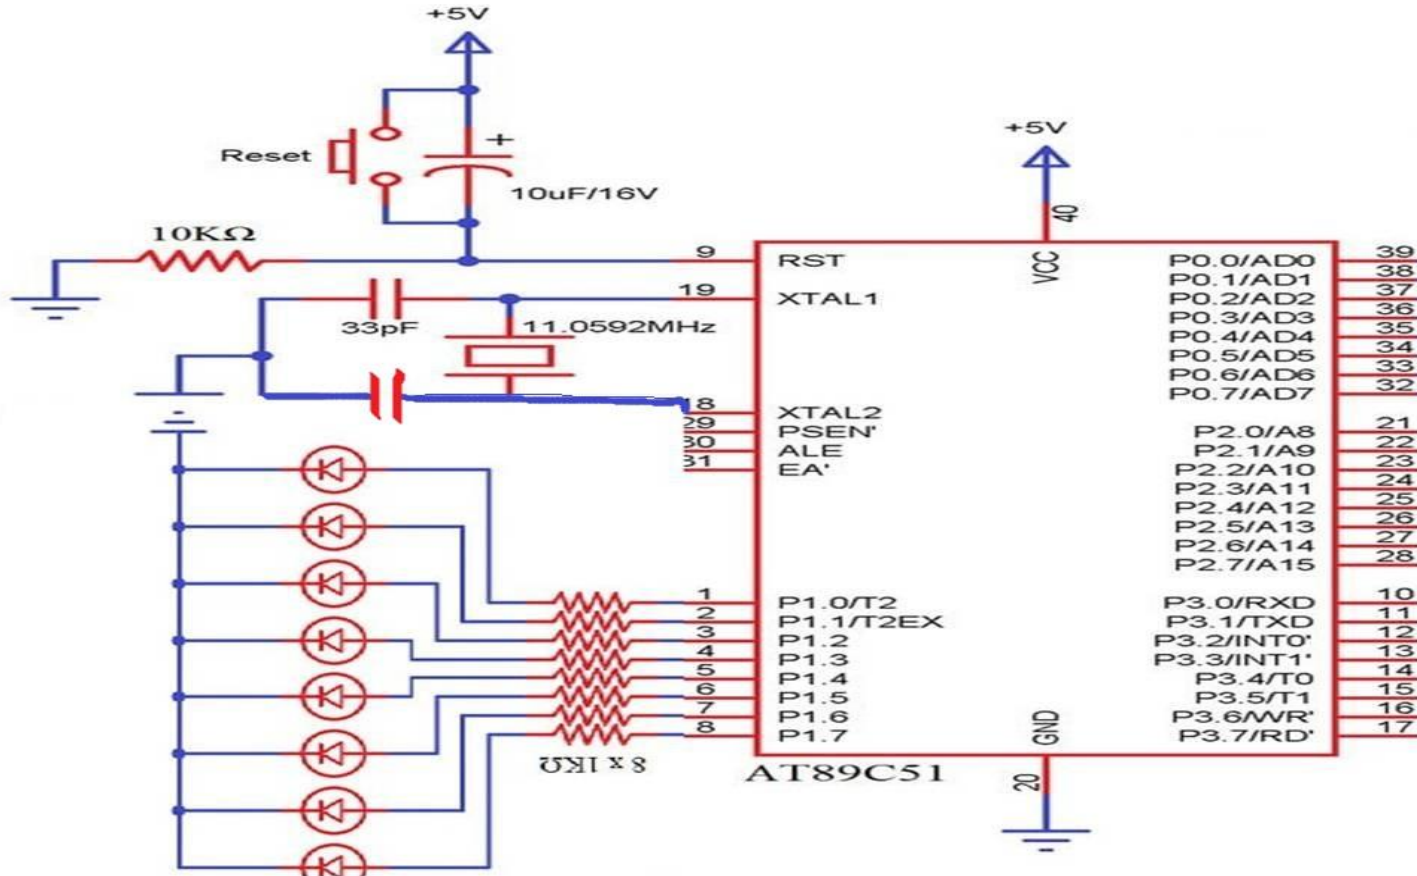 +5V
+5V
Reset
+
10uF/16V
10KΩ
40
VCC
9 RST
19 XTAL1
33pF
11.0592MHz
18 XTAL2
29 PSEN'
30 ALE
31 EA'
P0.0/AD0 39
P0.1/AD1 38
P0.2/AD2 37
P0.3/AD3 36
P0.4/AD4 35
P0.5/AD5 34
P0.6/AD6 33
P0.7/AD7 32
P2.0/A8 21
P2.1/A9 22
P2.2/A10 23
P2.3/A11 24
P2.4/A12 25
P2.5/A13 26
P2.6/A14 27
P2.7/A15 28
1 P1.0/T2
2 P1.1/T2EX
3 P1.2
4 P1.3
5 P1.4
6 P1.5
7 P1.6
8 P1.7
P3.0/RXD 10
P3.1/TXD 11
P3.2/INT0' 12
P3.3/INT1' 13
P3.4/T0 14
P3.5/T1 15
P3.6/WR' 16
P3.7/RD' 17
8 x 1KΩ
GND
20
AT89C51